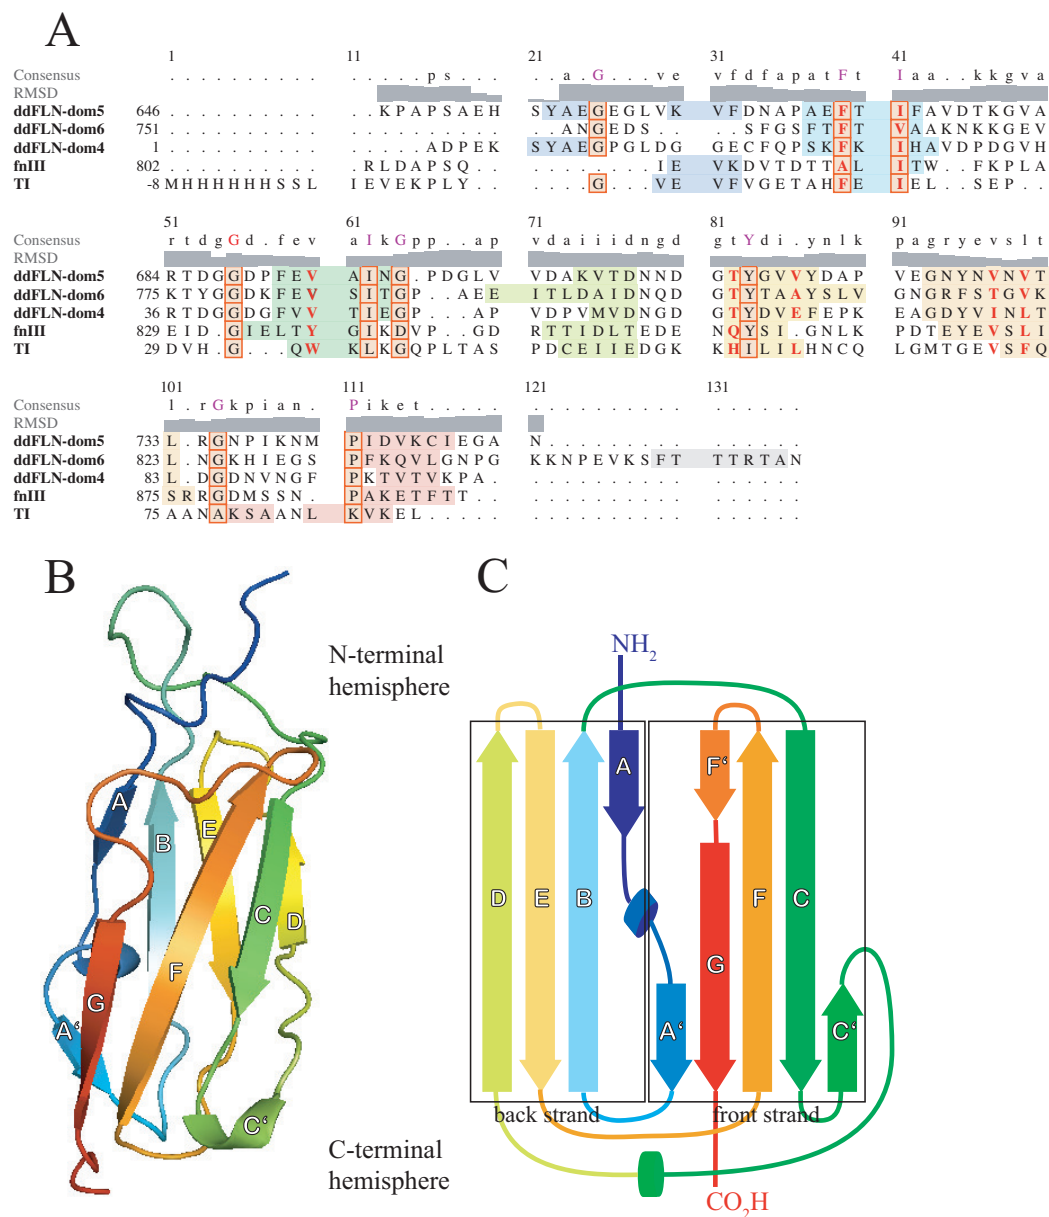 A
1 11 21 31 41
Consensus . . . . . . . . . . . . . . p s . . . . . a . G . . v e v f d f a p a t F t I a a . . k k g v a
RMSD
ddFLN-dom5 646 . . . . . . . . . . . K P A P S A E H S Y A E G E G L V K V F D N A P A E F T I F A V D T K G V A
ddFLN-dom6 751 . . . . . . . . . . . . . . . . . . . . . A N G E D S . . . . S F G S F T F T V A A K N K K G E V
ddFLN-dom4 1 . . . . . . . . . . . . . . A D P E K S Y A E G P G L D G G E C F Q P S K F K I H A V D P D G V H
fnIII 802 . . . . . . . . . . R L D A P S Q . . . . . . . . . . I E V K D V T D T T A L I T W . . F K P L A
TI -8 M H H H H H H S S L I E V E K P L Y . . . . . G . . V E V F V G E T A H F E I E L . . S E P . .
51 61 71 81 91
Consensus r t d g G d . f e v a I k G p p . . a p v d a i i i d n g d g t Y d i . y n l k p a g r y e v s l t
RMSD
ddFLN-dom5 684 R T D G G D P F E V A I N G . P D G L V V D A K V T D N N D G T Y G V V Y D A P V E G N Y N V N V T
ddFLN-dom6 775 K T Y G G D K F E V S I T G P . . A E E I T L D A I D N Q D G T Y T A A Y S L V G N G R F S T G V K
ddFLN-dom4 36 R T D G G D G F V V T I E G P . . A P V V D P V M V D N G D G T Y D V E F E P K E A G D Y V I N L T
fnIII 829 E I D . G I E L T Y G I K D V P . . G D R T T I D L T E D E N Q Y S I . G N L K P D T E Y E V S L I
TI 29 D V H . G . . . Q W K L K G Q P L T A S P D C E I I E D G K K H I L I L H N C Q L G M T G E V S F Q
101 111 121 131
Consensus l . r G k p i a n . P i k e t . . . . . . . . . . . . . . . . . . . . .
RMSD
ddFLN-dom5 733 L . R G N P I K N M P I D V K C I E G A N . . . . . . . . . . . . . . .
ddFLN-dom6 823 L . N G K H I E G S P F K Q V L G N P G K K N P E V K S F T T T R T A N
ddFLN-dom4 83 L . D G D N V N G F P K T V T V K P A . . . . . . . . . . . . . . . . .
fnIII 875 S R R G D M S S N . P A K E T F T T . . . . . . . . . . . . . . . . . .
TI 75 A A N A K S A A N L K V K E L . . . . . . . . . . . . . . . . . . . . .
B
C
N-terminal
hemisphere
NH2
A
B
E
C
D
F
G
A'
C'
D
E
B
A
F'
G
A'
F
C
C'
back strand
front strand
C-terminal
hemisphere
CO2H